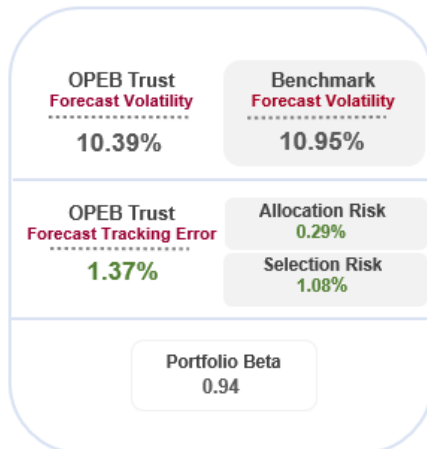 OPEB Trust
Forecast Volatility
10.39%
Benchmark
Forecast Volatility
10.95%
OPEB Trust
Forecast Tracking Error
1.37%
Allocation Risk
0.29%
Selection Risk
1.08%
Portfolio Beta
0.94